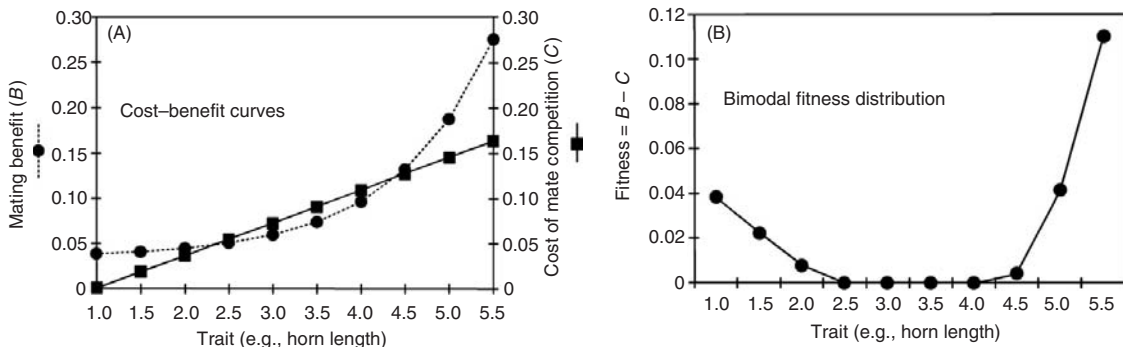 (A)
Cost–benefit curves
Mating benefit (B)
0.30
0.25
0.20
0.15
0.10
0.05
0
Cost of mate competition (C)
0.30
0.25
0.20
0.15
0.10
0.05
0
1.0 1.5 2.0 2.5 3.0 3.5 4.0 4.5 5.0 5.5
Trait (e.g., horn length)
(B)
Bimodal fitness distribution
Fitness = B – C
0.12
0.10
0.08
0.06
0.04
0.02
0
1.0 1.5 2.0 2.5 3.0 3.5 4.0 4.5 5.0 5.5
Trait (e.g., horn length)